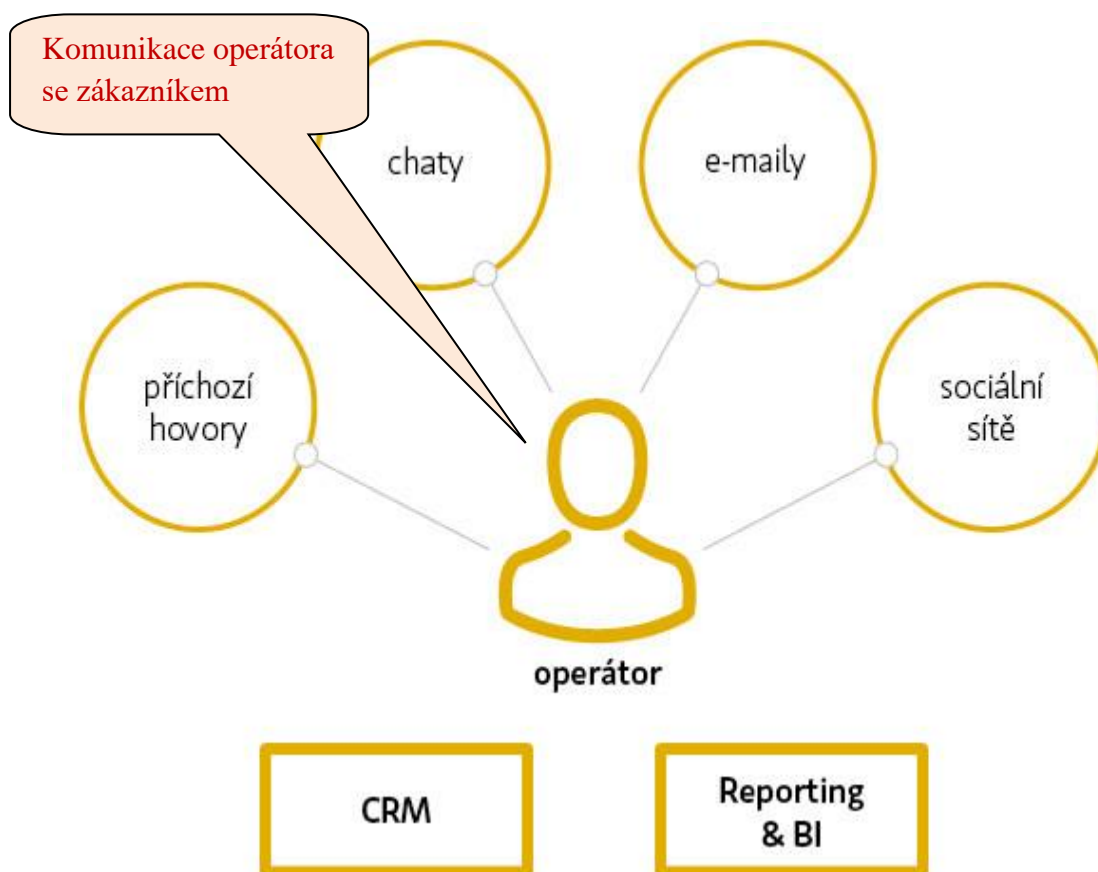 Komunikace operátora
se zákazníkem
chaty
e-maily
příchozí
hovory
sociální
sítě
operátor
CRM
Reporting
& BI